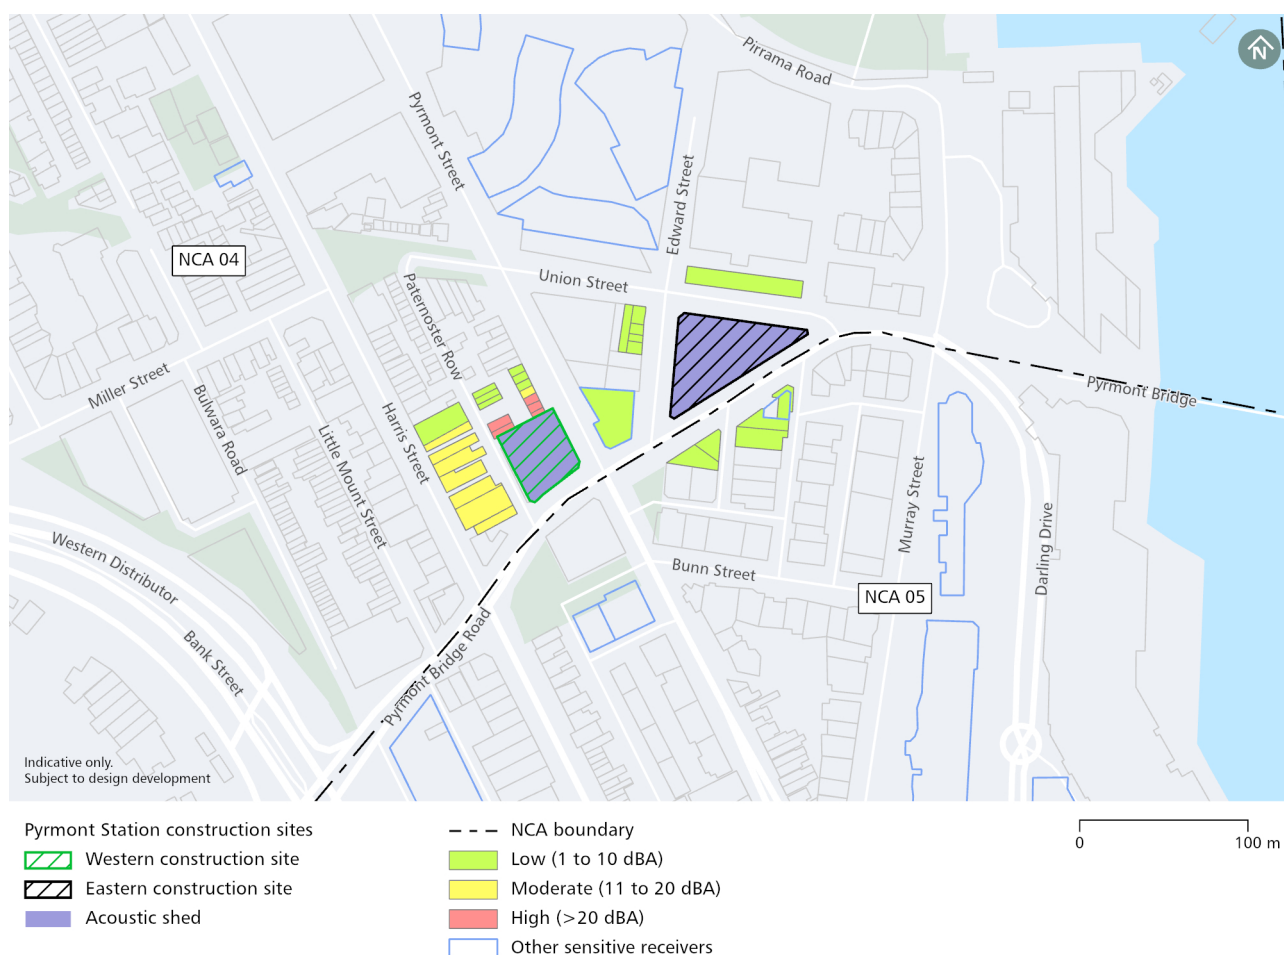 Pirrama Road
N
Pyrmont Street
Edward Street
NCA 04
Union Street
Paternoster Row
Miller Street
Pyrmont Bridge
Bulwara Road
Harris Street
Little Mount Street
Murray Street
Darling Drive
Western Distributor
Bunn Street
NCA 05
Bank Street
Pyrmont Bridge Road
Indicative only.
Subject to design development
Pyrmont Station construction sites
Western construction site
Eastern construction site
Acoustic shed
NCA boundary
Low (1 to 10 dBA)
Moderate (11 to 20 dBA)
High (>20 dBA)
Other sensitive receivers
0 100 m